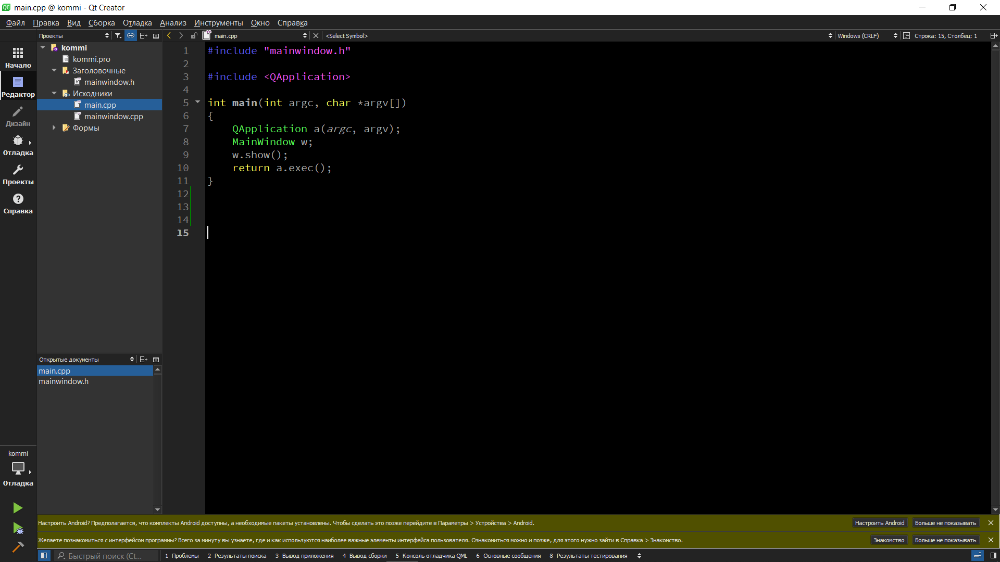 main.cpp @ kommi - Qt Creator
Файл Правка Вид Сборка Отладка Анализ Инструменты Окно Справка
Проекты
main.cpp
<Select Symbol>
Windows (CRLF)
Строка: 15, Столбец: 1
Начало
Редактор
Дизайн
Отладка
Проекты
Справка
kommi
kommi.pro
Заголовочные
mainwindow.h
Исходники
main.cpp
mainwindow.cpp
Формы
1 #include "mainwindow.h"
2
3 #include <QApplication>
4
5 int main(int argc, char *argv[])
6 {
7 QApplication a(argc, argv);
8 MainWindow w;
9 w.show();
10 return a.exec();
11 }
12
13
14
15
Открытые документы
main.cpp
mainwindow.h
kommi
Отладка
Настроить Android? Предполагается, что комплекты Android доступны, а необходимые пакеты установлены. Чтобы сделать это позже перейдите в Параметры > Устройства > Android.
Настроить Android
Больше не показывать
Желаете познакомиться с интерфейсом программы? Всего за минуту вы узнаете, где и как используются наиболее важные элементы интерфейса пользователя. Ознакомиться можно и позже, для этого нужно зайти в Справка > Знакомство.
Знакомство
Больше не показывать
Быстрый поиск (Ct...
1 Проблемы 2 Результаты поиска 3 Вывод приложения 4 Вывод сборки 5 Консоль отладчика QML 6 Основные сообщения 8 Результаты тестирования